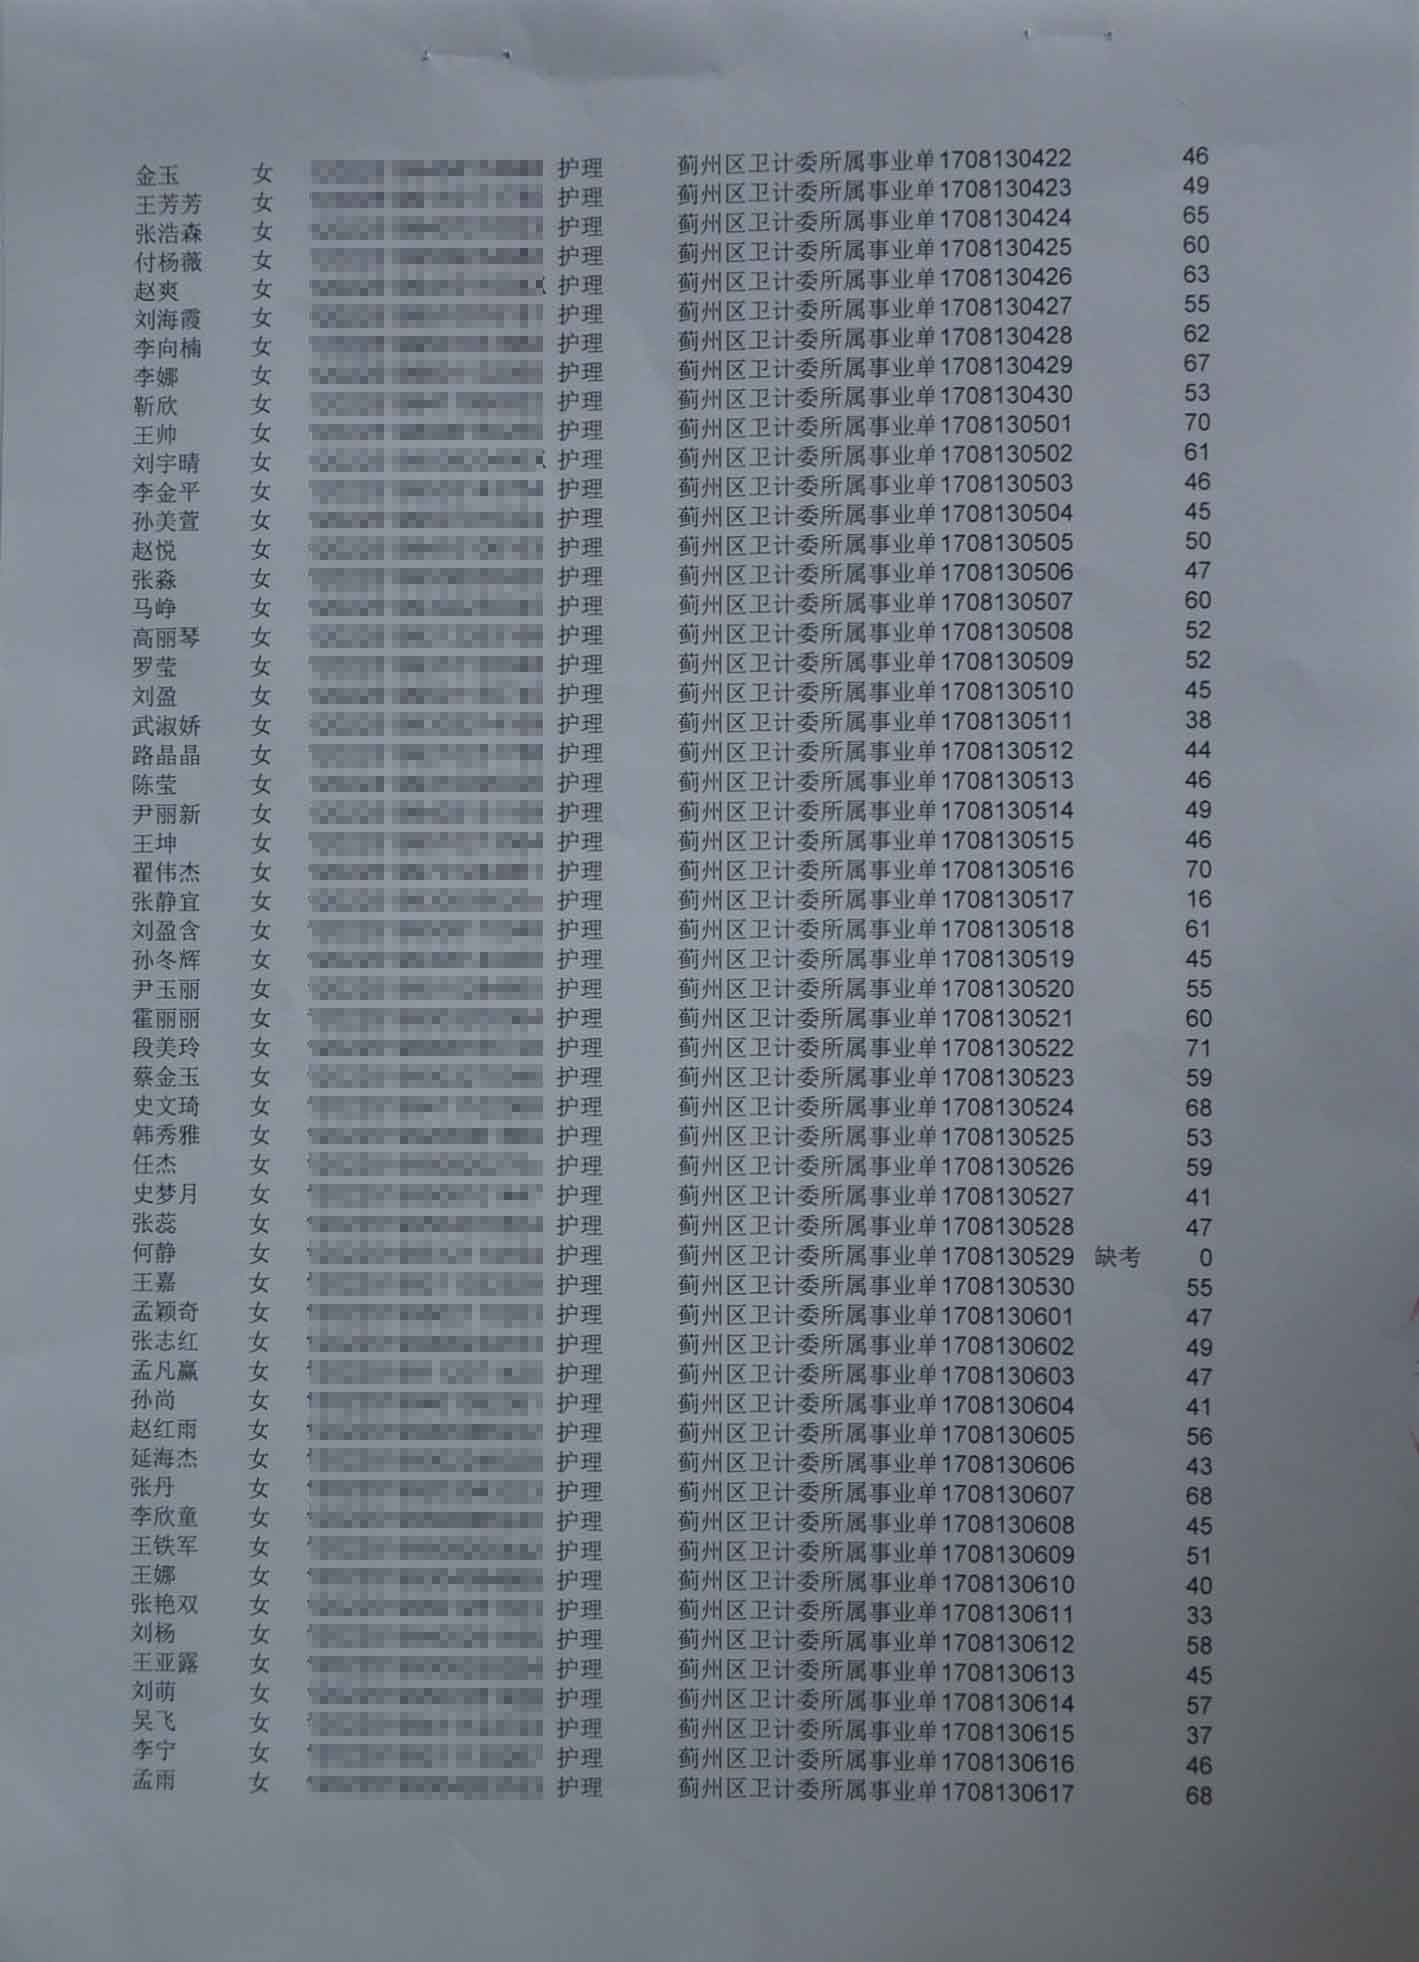 金玉 女 护理 蓟州区卫计委所属事业单1708130422 46
王芳芳 女 护理 蓟州区卫计委所属事业单1708130423 49
张浩森 女 护理 蓟州区卫计委所属事业单1708130424 65
付杨薇 女 护理 蓟州区卫计委所属事业单1708130425 60
赵爽 女 护理 蓟州区卫计委所属事业单1708130426 63
刘海霞 女 护理 蓟州区卫计委所属事业单1708130427 55
李向楠 女 护理 蓟州区卫计委所属事业单1708130428 62
李娜 女 护理 蓟州区卫计委所属事业单1708130429 67
靳欣 女 护理 蓟州区卫计委所属事业单1708130430 53
王帅 女 护理 蓟州区卫计委所属事业单1708130501 70
刘宇晴 女 护理 蓟州区卫计委所属事业单1708130502 61
李金平 女 护理 蓟州区卫计委所属事业单1708130503 46
孙美萱 女 护理 蓟州区卫计委所属事业单1708130504 45
赵悦 女 护理 蓟州区卫计委所属事业单1708130505 50
张淼 女 护理 蓟州区卫计委所属事业单1708130506 47
马峥 女 护理 蓟州区卫计委所属事业单1708130507 60
高丽琴 女 护理 蓟州区卫计委所属事业单1708130508 52
罗莹 女 护理 蓟州区卫计委所属事业单1708130509 52
刘盈 女 护理 蓟州区卫计委所属事业单1708130510 45
武淑娇 女 护理 蓟州区卫计委所属事业单1708130511 38
路晶晶 女 护理 蓟州区卫计委所属事业单1708130512 44
陈莹 女 护理 蓟州区卫计委所属事业单1708130513 46
尹丽新 女 护理 蓟州区卫计委所属事业单1708130514 49
王坤 女 护理 蓟州区卫计委所属事业单1708130515 46
翟伟杰 女 护理 蓟州区卫计委所属事业单1708130516 70
张静宜 女 护理 蓟州区卫计委所属事业单1708130517 16
刘盈含 女 护理 蓟州区卫计委所属事业单1708130518 61
孙冬辉 女 护理 蓟州区卫计委所属事业单1708130519 45
尹玉丽 女 护理 蓟州区卫计委所属事业单1708130520 55
霍丽丽 女 护理 蓟州区卫计委所属事业单1708130521 60
段美玲 女 护理 蓟州区卫计委所属事业单1708130522 71
蔡金玉 女 护理 蓟州区卫计委所属事业单1708130523 59
史文琦 女 护理 蓟州区卫计委所属事业单1708130524 68
韩秀雅 女 护理 蓟州区卫计委所属事业单1708130525 53
任杰 女 护理 蓟州区卫计委所属事业单1708130526 59
史梦月 女 护理 蓟州区卫计委所属事业单1708130527 41
张蕊 女 护理 蓟州区卫计委所属事业单1708130528 47
何静 女 护理 蓟州区卫计委所属事业单1708130529 缺考 0
王嘉 女 护理 蓟州区卫计委所属事业单1708130530 55
孟颖奇 女 护理 蓟州区卫计委所属事业单1708130601 47
张志红 女 护理 蓟州区卫计委所属事业单1708130602 49
孟凡赢 女 护理 蓟州区卫计委所属事业单1708130603 47
孙尚 女 护理 蓟州区卫计委所属事业单1708130604 41
赵红雨 女 护理 蓟州区卫计委所属事业单1708130605 56
延海杰 女 护理 蓟州区卫计委所属事业单1708130606 43
张丹 女 护理 蓟州区卫计委所属事业单1708130607 68
李欣童 女 护理 蓟州区卫计委所属事业单1708130608 45
王铁军 女 护理 蓟州区卫计委所属事业单1708130609 51
王娜 女 护理 蓟州区卫计委所属事业单1708130610 40
张艳双 女 护理 蓟州区卫计委所属事业单1708130611 33
刘杨 女 护理 蓟州区卫计委所属事业单1708130612 58
王亚露 女 护理 蓟州区卫计委所属事业单1708130613 45
刘萌 女 护理 蓟州区卫计委所属事业单1708130614 57
吴飞 女 护理 蓟州区卫计委所属事业单1708130615 37
李宁 女 护理 蓟州区卫计委所属事业单1708130616 46
孟雨 女 护理 蓟州区卫计委所属事业单1708130617 68